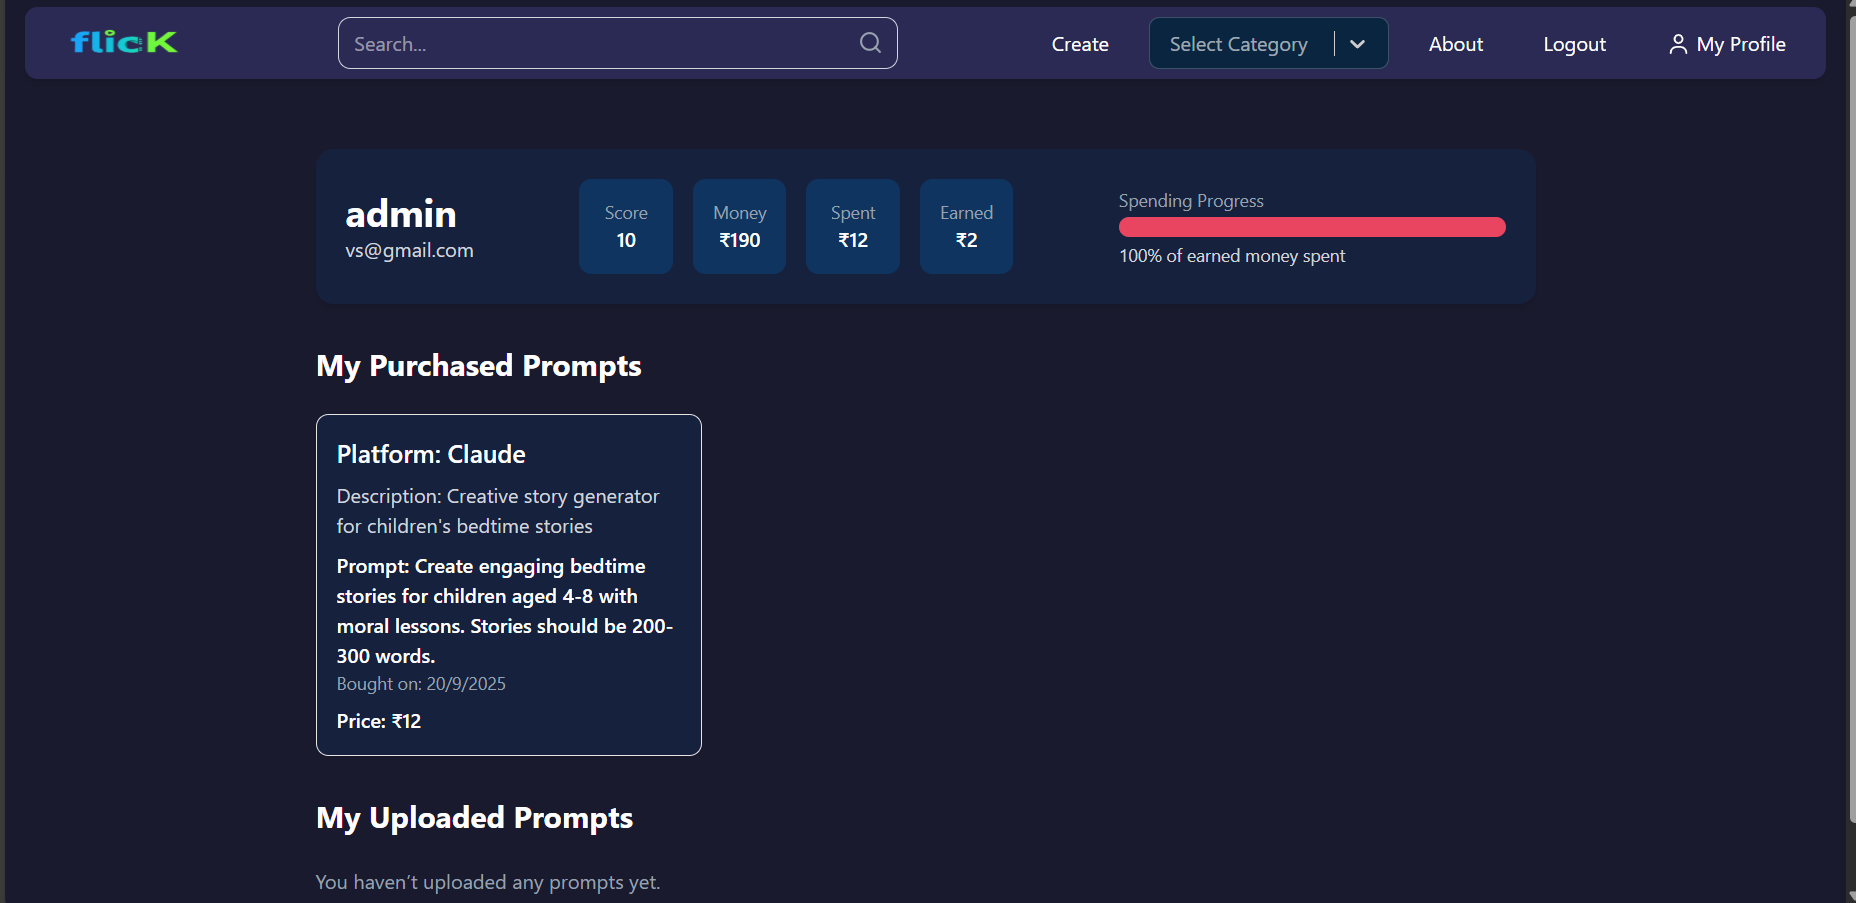 flicK
Search...
Create
Select Category
About
Logout
My Profile
admin
vs@gmail.com
Score
10
Money
₹190
Spent
₹12
Earned
₹2
Spending Progress
100% of earned money spent
My Purchased Prompts
Platform: Claude
Description: Creative story generator
for children's bedtime stories
Prompt: Create engaging bedtime
stories for children aged 4-8 with
moral lessons. Stories should be 200-
300 words.
Bought on: 20/9/2025
Price: ₹12
My Uploaded Prompts
You haven’t uploaded any prompts yet.